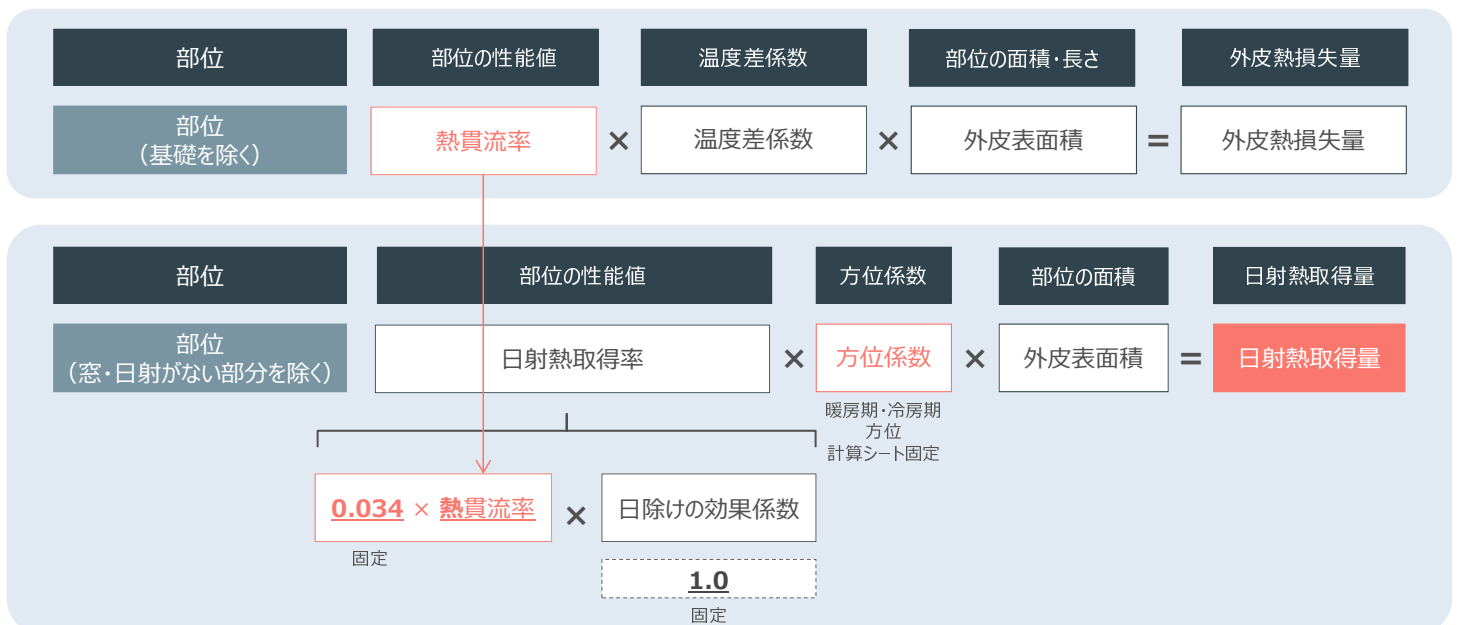 部位 部位の性能値 温度差係数 部位の面積・長さ 外皮熱損失量
部位
（基礎を除く）
熱貫流率 × 温度差係数 × 外皮表面積 = 外皮熱損失量
部位 部位の性能値 方位係数 部位の面積 日射熱取得量
部位
（窓・日射がない部分を除く）
日射熱取得率 × 方位係数 × 外皮表面積 = 日射熱取得量
暖房期・冷房期
方位
計算シート固定
0.034 × 熱貫流率 × 日除けの効果係数
固定
1.0
固定